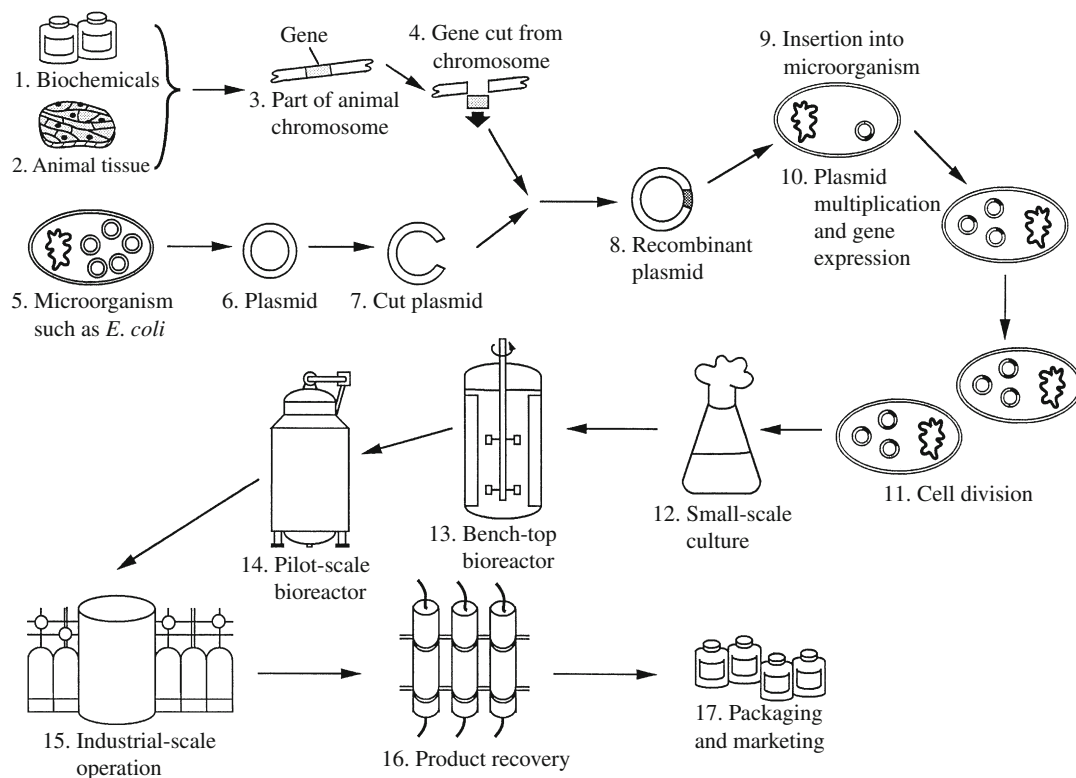 1. Biochemicals
2. Animal tissue
Gene
3. Part of animal
chromosome
4. Gene cut from
chromosome
5. Microorganism
such as E. coli
6. Plasmid
7. Cut plasmid
8. Recombinant
plasmid
9. Insertion into
microorganism
10. Plasmid
multiplication
and gene
expression
11. Cell division
12. Small-scale
culture
13. Bench-top
bioreactor
14. Pilot-scale
bioreactor
15. Industrial-scale
operation
16. Product recovery
17. Packaging
and marketing